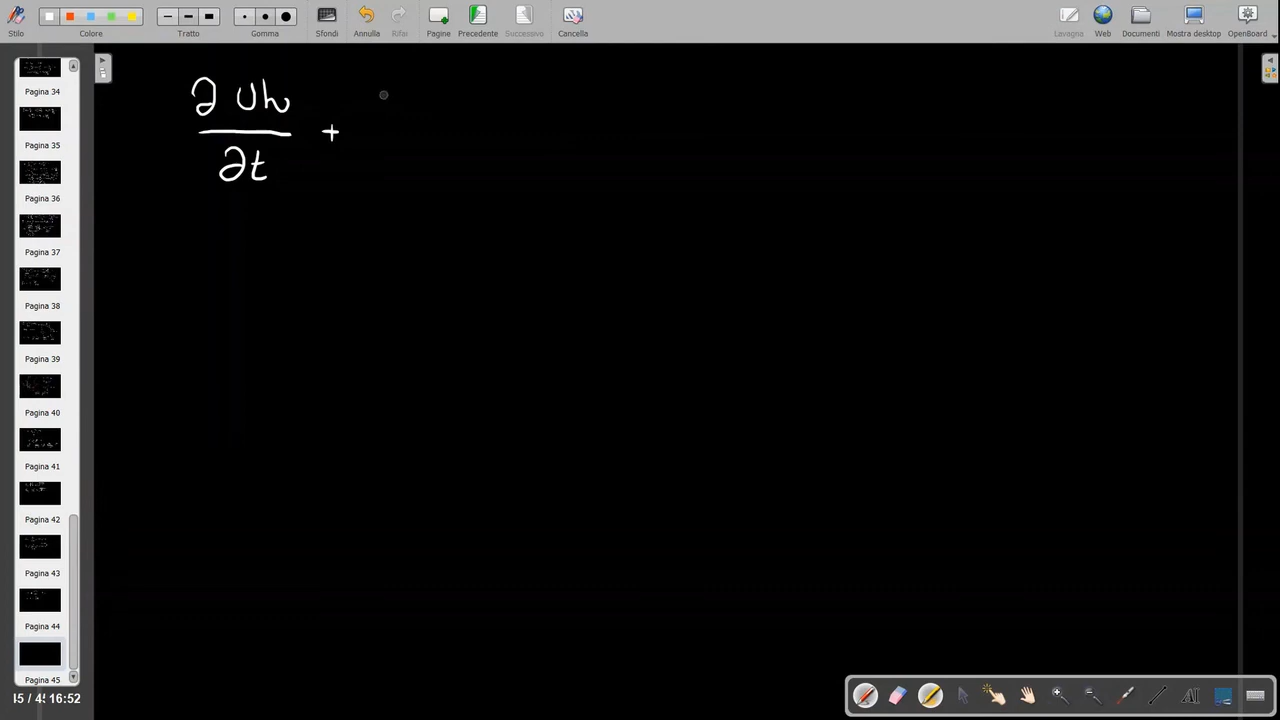 Stilo Colore Tratto Gomma Sfondi Annulla Rifai Pagine Precedente Successivo Cancella Lavagna Web Documenti Mostra desktop OpenBoard
∂ Uh
+
∂t
Pagina 34
Pagina 35
Pagina 36
Pagina 37
Pagina 38
Pagina 39
Pagina 40
Pagina 41
Pagina 42
Pagina 43
Pagina 44
Pagina 45
16:52